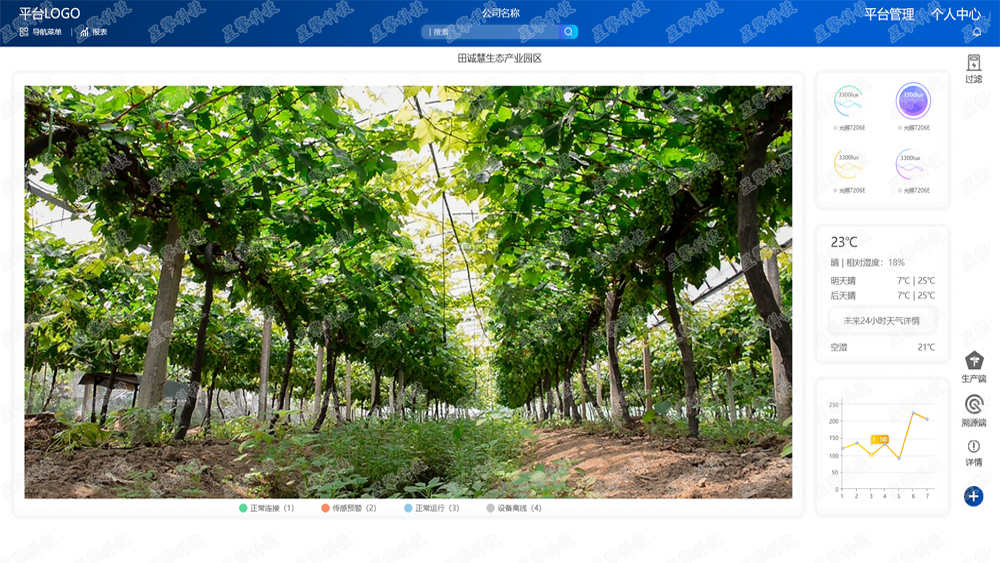 平台LOGO
公司名称
平台管理 个人中心
导航菜单 | 报表
| 搜索
田诚慧生态产业园区
过滤
3300lux
3300lux
光照7206E
光照7206E
3300lux
3300lux
光照7206E
光照7206E
23℃
晴 | 相对湿度：18%
明天晴 7℃ | 25℃
后天晴 7℃ | 25℃
未来24小时天气详情
空湿 21℃
生产端
溯源端
详情
250
200
150
100
50
0
100
1 2 3 4 5 6 7
正常连接（1） 传感预警（2） 正常运行（3） 设备离线（4）